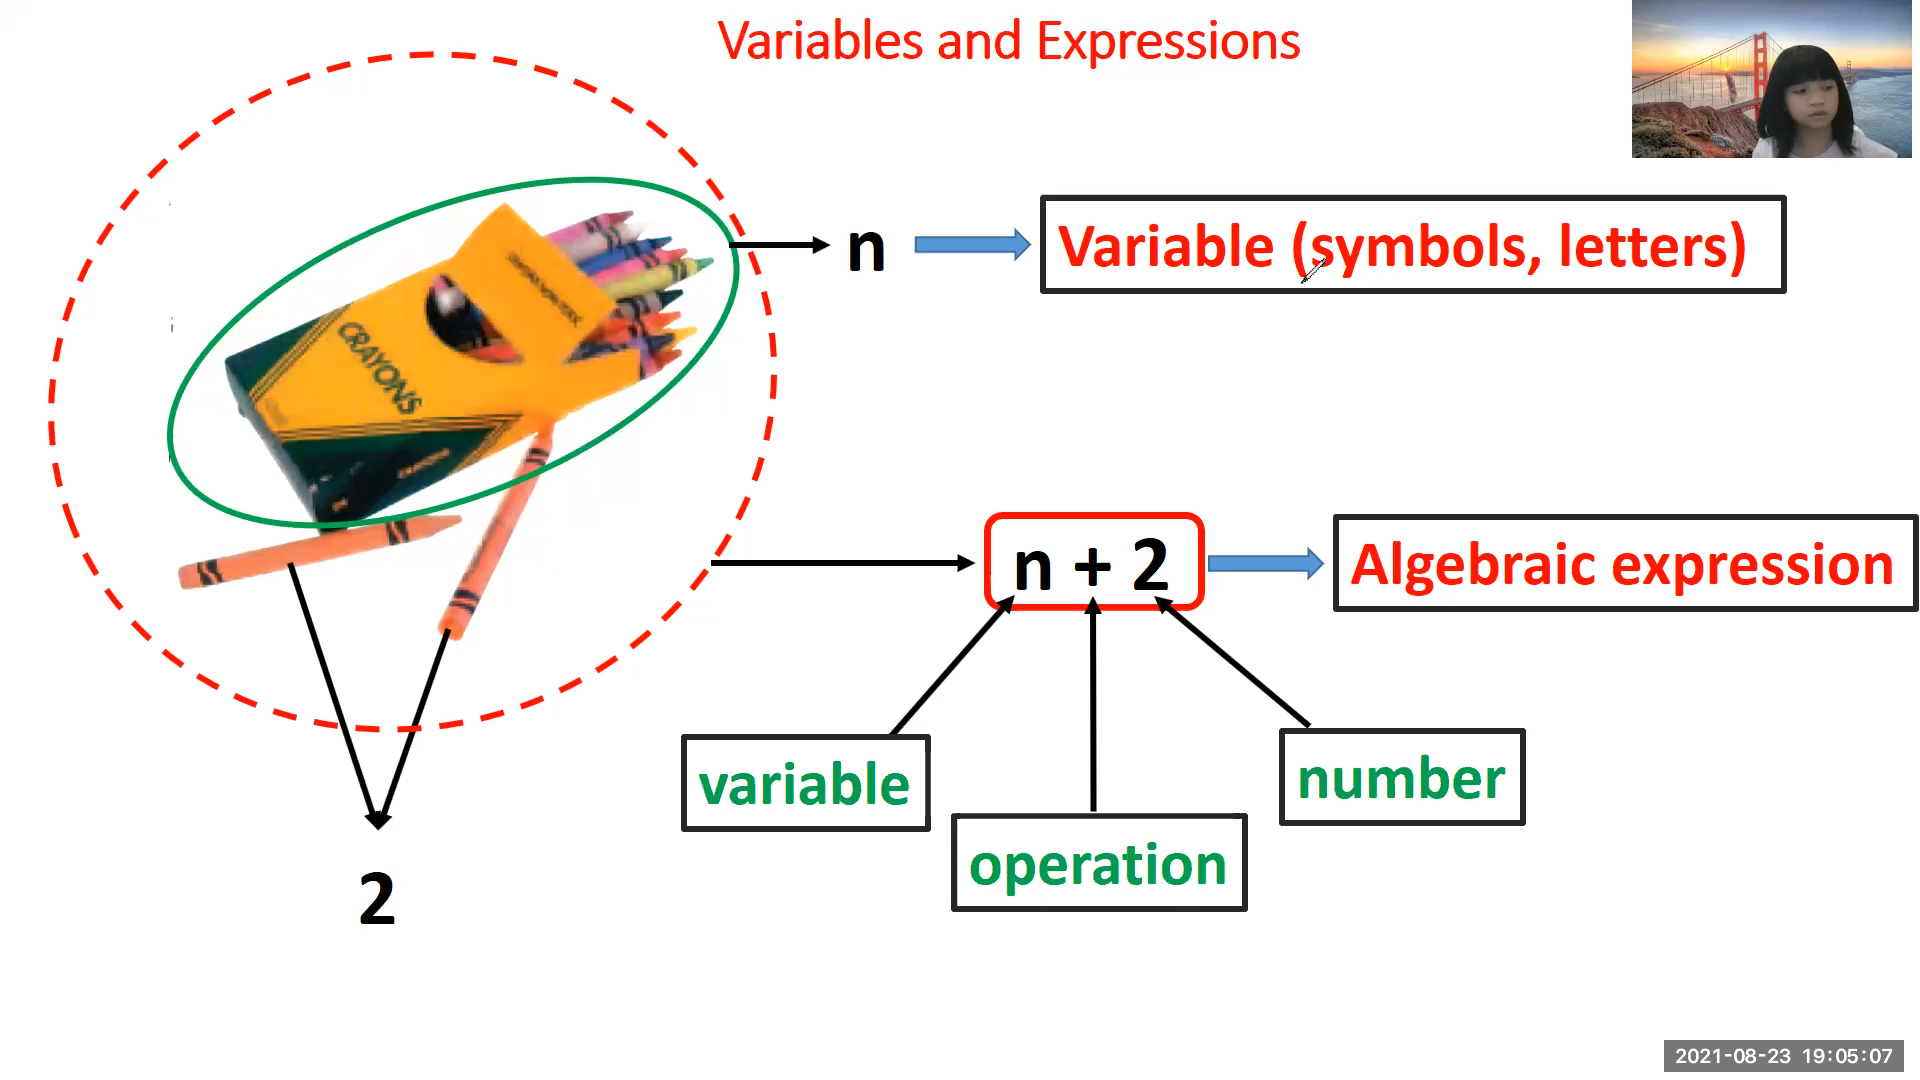 Variables and Expressions
n
Variable (symbols, letters)
CRAYONS
n + 2
Algebraic expression
variable
operation
number
2
2021-08-23 19:05:07